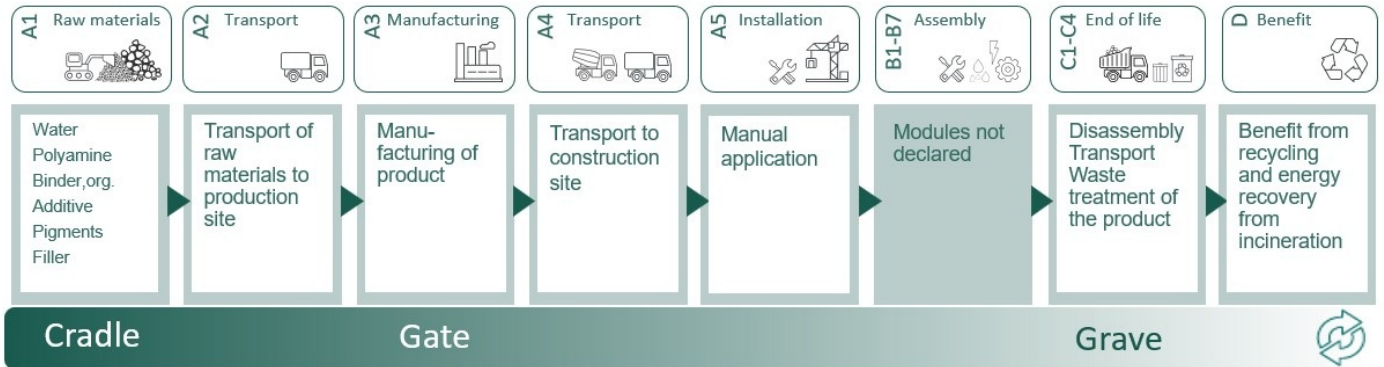 A1 Raw materials
A2 Transport
A3 Manufacturing
A4 Transport
A5 Installation
B1-B7 Assembly
C1-C4 End of life
D Benefit
Water
Polyamine
Binder,org.
Additive
Pigments
Filler
Transport of
raw
materials to
production
site
Manu-
facturing of
product
Transport to
construction
site
Manual
application
Modules not
declared
Disassembly
Transport
Waste
treatment of
the product
Benefit from
recycling
and energy
recovery
from
incineration
Cradle
Gate
Grave